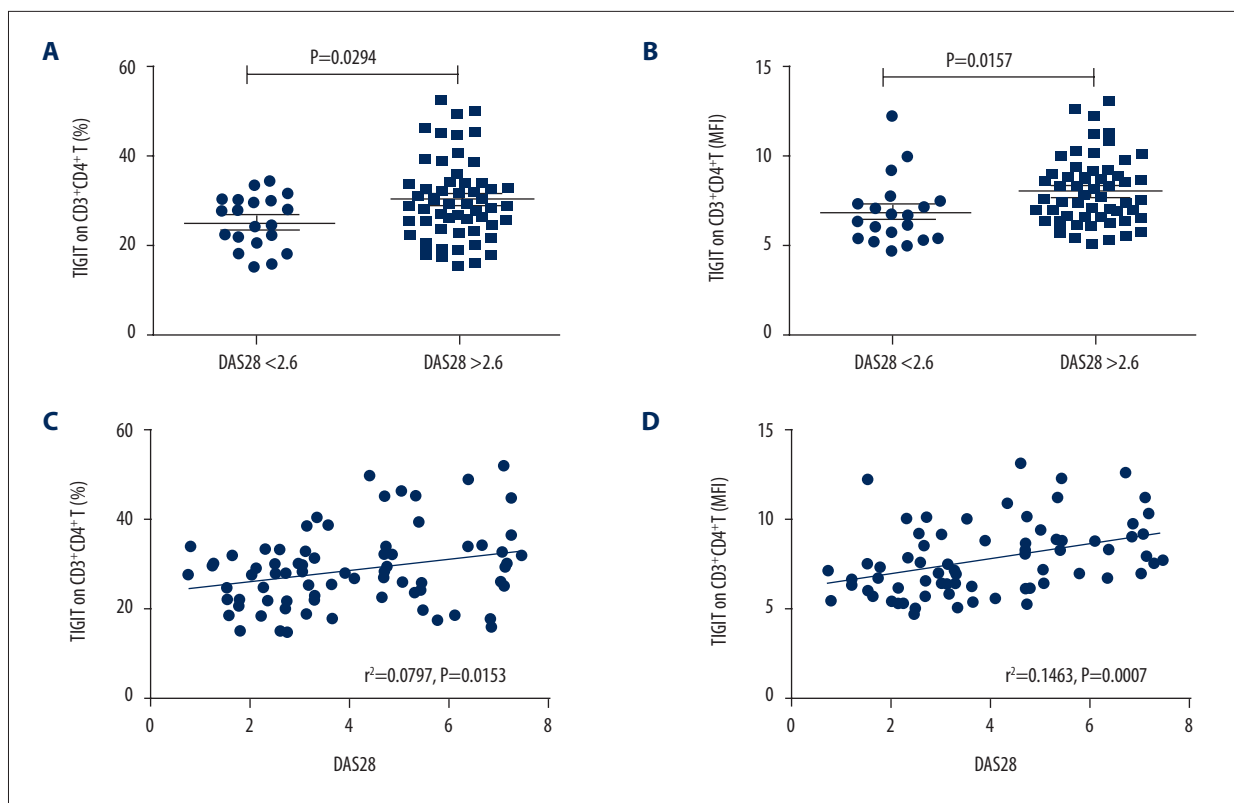 A
P=0.0294
TIGIT on CD3+CD4+ T (%)
60
40
20
0
DAS28 <2.6
DAS28 >2.6
B
P=0.0157
TIGIT on CD3+CD4+T (MFI)
15
10
5
0
DAS28 <2.6
DAS28 >2.6
C
TIGIT on CD3+CD4+ T (%)
60
40
20
0
r²=0.0797, P=0.0153
0 2 4 6 8
DAS28
D
TIGIT on CD3+CD4+T (MFI)
15
10
5
0
r²=0.1463, P=0.0007
0 2 4 6 8
DAS28